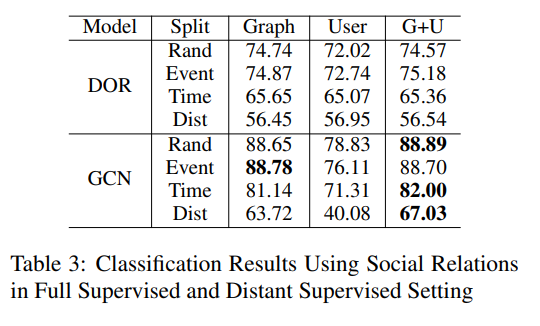 Model Split Graph User G+U
Rand 74.74 72.02 74.57
Event 74.87 72.74 75.18
DOR
Time 65.65 65.07 65.36
Dist 56.45 56.95 56.54
Rand 88.65 78.83 88.89
Event 88.78 76.11 88.70
GCN
Time 81.14 71.31 82.00
Dist 63.72 40.08 67.03
Table 3: Classification Results Using Social Relations
in Full Supervised and Distant Supervised Setting